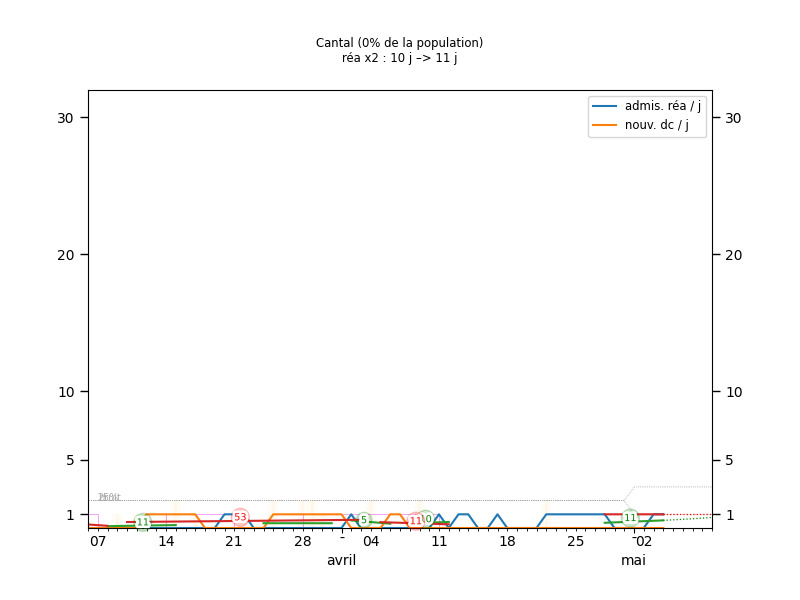 Cantal (0% de la population)
réa x2 : 10 j –> 11 j
admis. réa / j
nouv. dc / j
30 30
20 20
10 10
5 5
1 1
11 53 5 11 0 11
07 14 21 28 - 04 11 18 25 - 02
avril mai